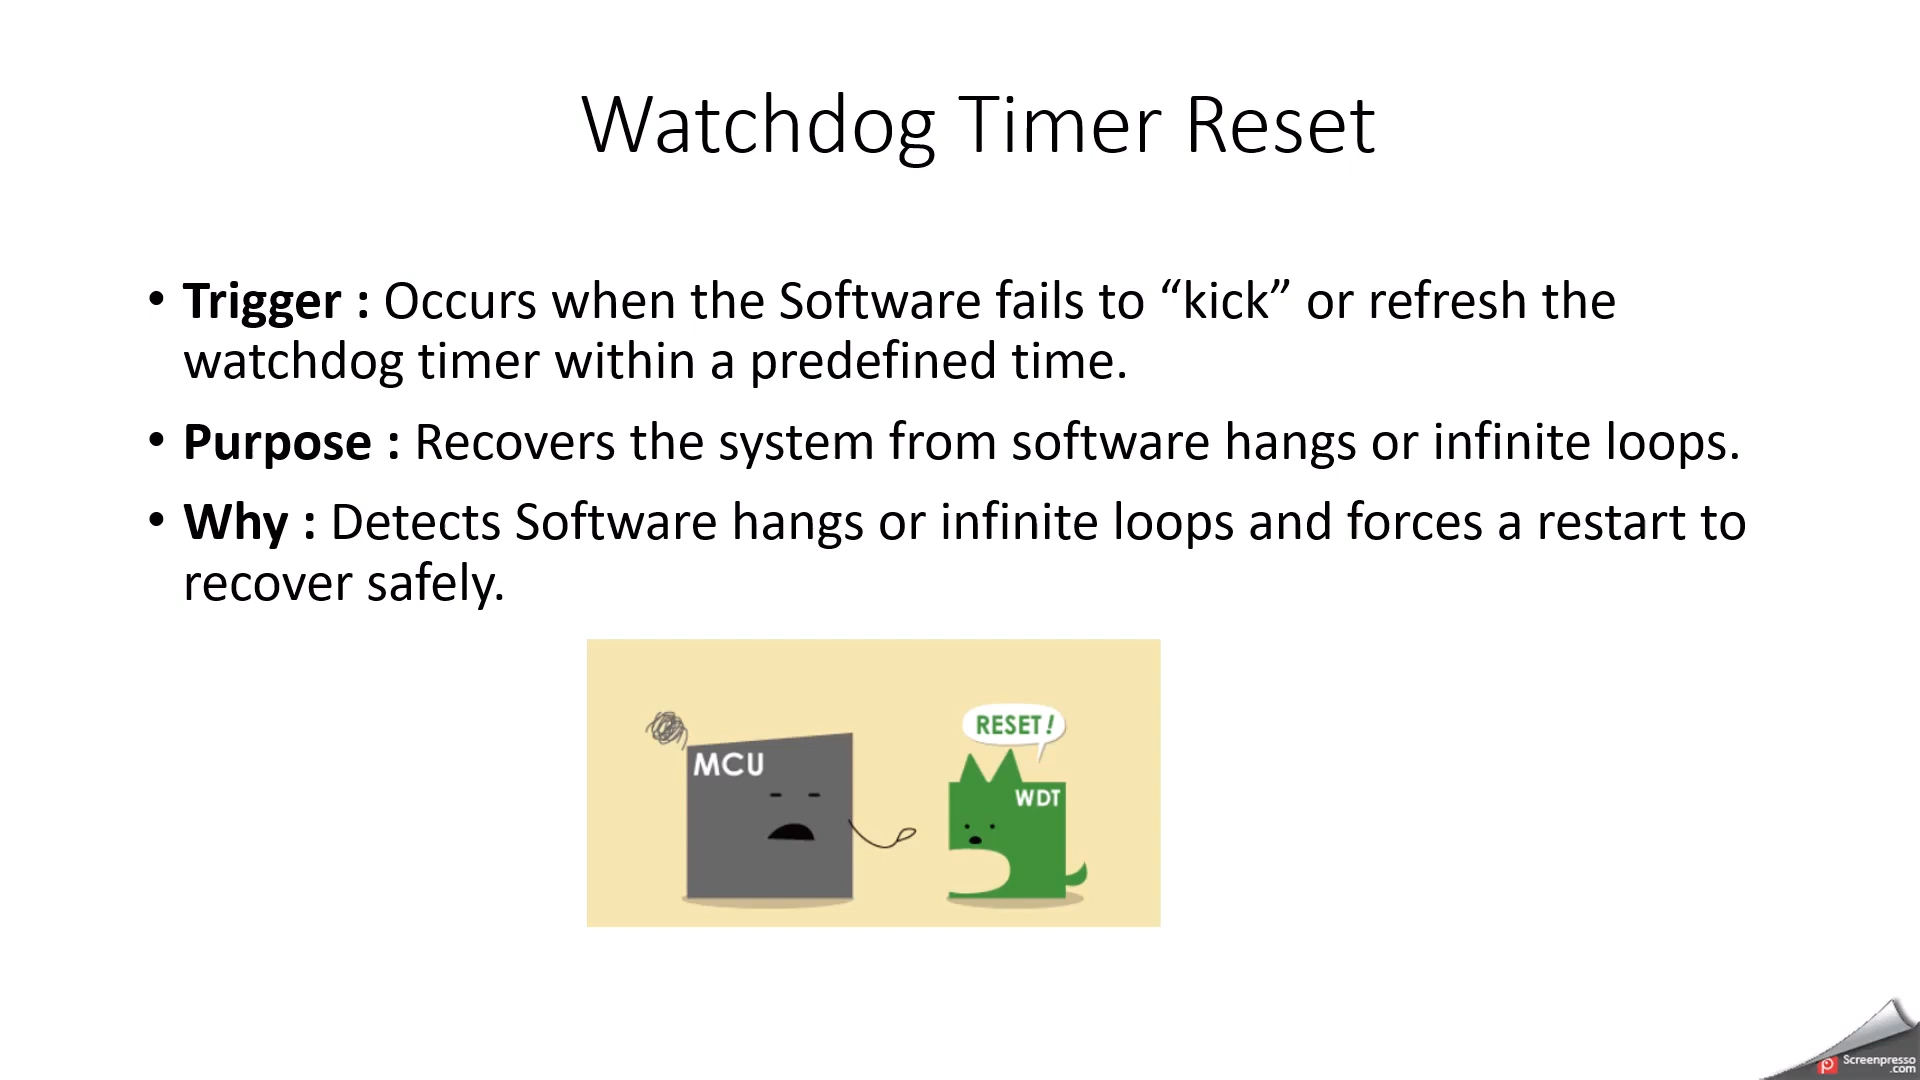 Watchdog Timer Reset
• Trigger : Occurs when the Software fails to “kick” or refresh the
watchdog timer within a predefined time.
• Purpose : Recovers the system from software hangs or infinite loops.
• Why : Detects Software hangs or infinite loops and forces a restart to
recover safely.
RESET!
MCU
WDT
Screenpresso
.com